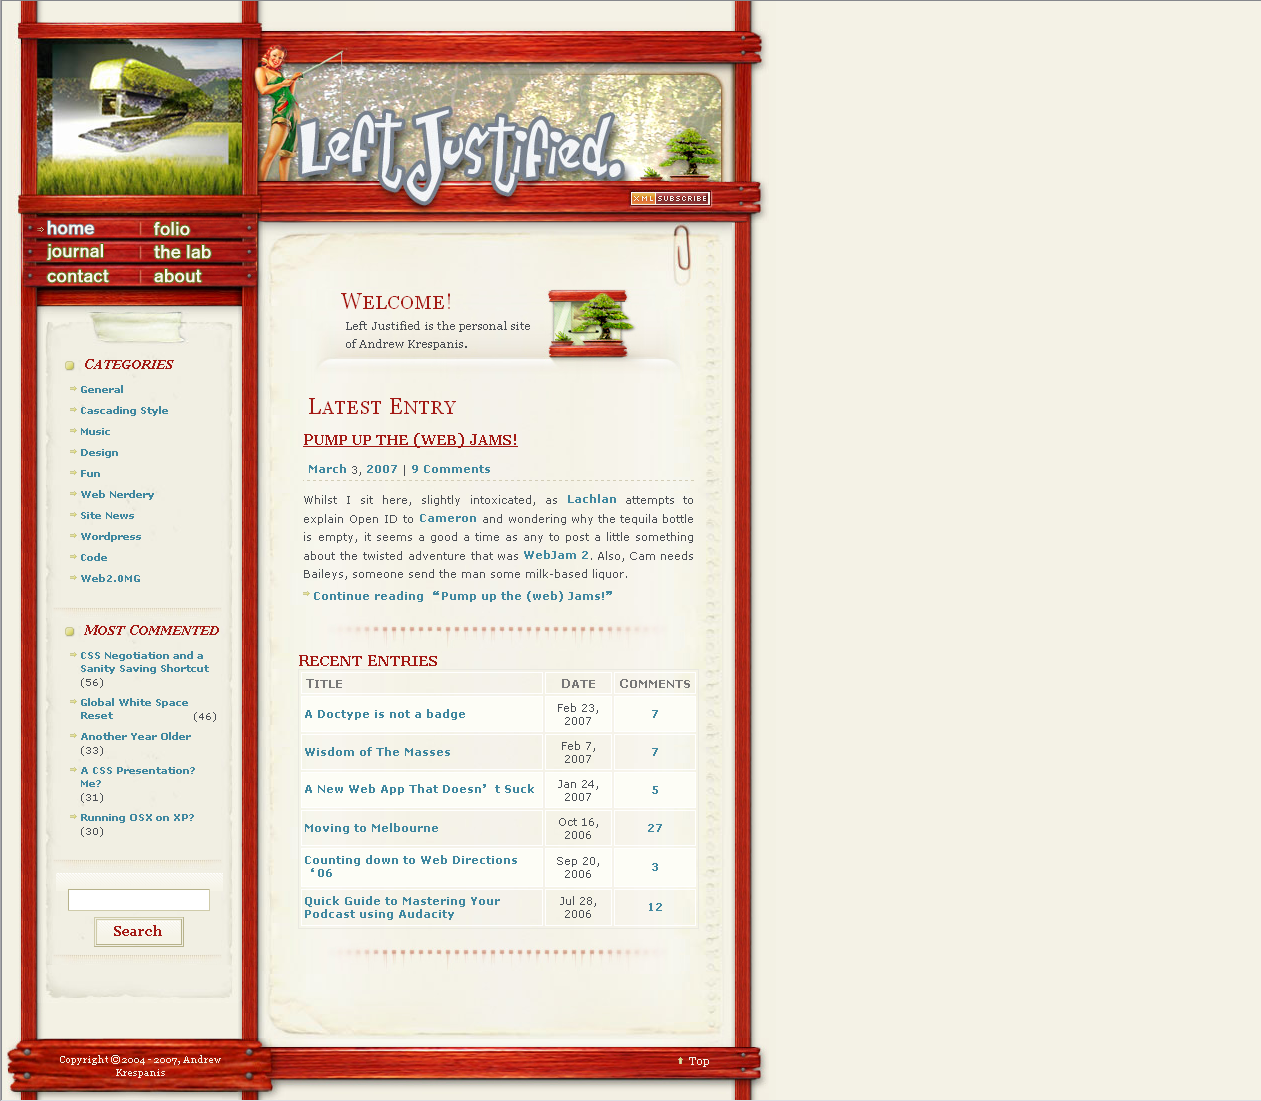 Left Justified.
XML SUBSCRIBE
home
folio
journal
the lab
contact
about
Categories
General
Cascading Style
Music
Design
Fun
Web Nerdery
Site News
Wordpress
Code
Web2.0MG
Most Commented
CSS Negotiation and a
Sanity Saving Shortcut
(56)
Global White Space
Reset (46)
Another Year Older
(33)
A CSS Presentation?
Me?
(31)
Running OSX on XP?
(30)
Search
Welcome!
Left Justified is the personal site
of Andrew Krespanis.
Latest Entry
Pump up the (web) Jams!
March 3, 2007 | 9 Comments
Whilst I sit here, slightly intoxicated, as Lachlan attempts to
explain Open ID to Cameron and wondering why the tequila bottle
is empty, it seems a good a time as any to post a little something
about the twisted adventure that was WebJam 2. Also, Cam needs
Baileys, someone send the man some milk-based liquor.
Continue reading “Pump up the (web) Jams!”
Recent Entries
Title Date Comments
A Doctype is not a badge Feb 23, 2007 7
Wisdom of The Masses Feb 7, 2007 7
A New Web App That Doesn’t Suck Jan 24, 2007 5
Moving to Melbourne Oct 16, 2006 27
Counting down to Web Directions
‘06 Sep 20, 2006 3
Quick Guide to Mastering Your
Podcast using Audacity Jul 28, 2006 12
Copyright ©2004 - 2007, Andrew
Krespanis
Top